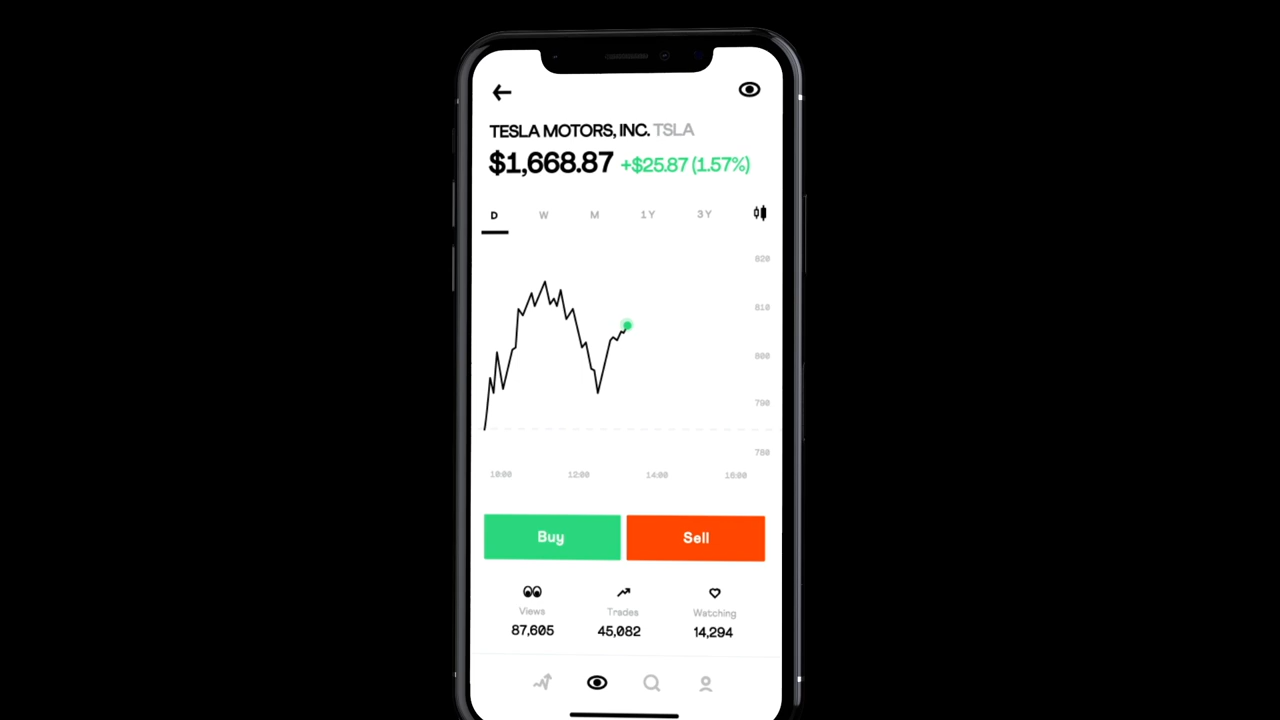 TESLA MOTORS, INC. TSLA
$1,668.87 +$25.87 (1.57%)
D W M 1Y 3Y
820
810
800
790
780
10:00 12:00 14:00 16:00
Buy Sell
Views Trades Watching
87,605 45,082 14,294